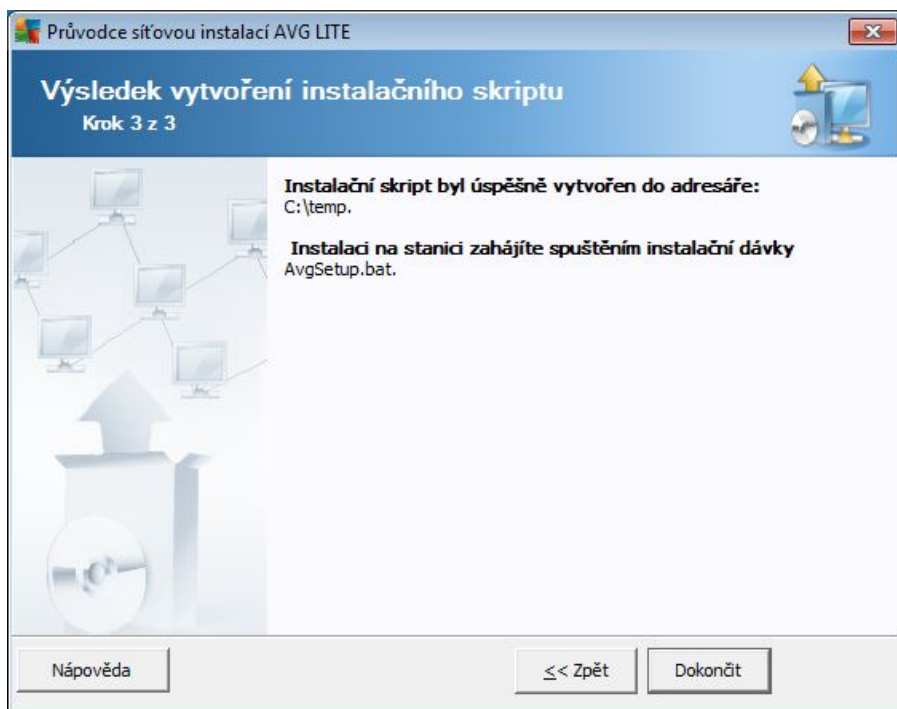 Průvodce síťovou instalací AVG LITE
Výsledek vytvoření instalačního skriptu
Krok 3 z 3
Instalační skript byl úspěšně vytvořen do adresáře:
C:\temp.
Instalaci na stanici zahájíte spuštěním instalační dávky
AvgSetup.bat.
Nápověda
<< Zpět
Dokončit